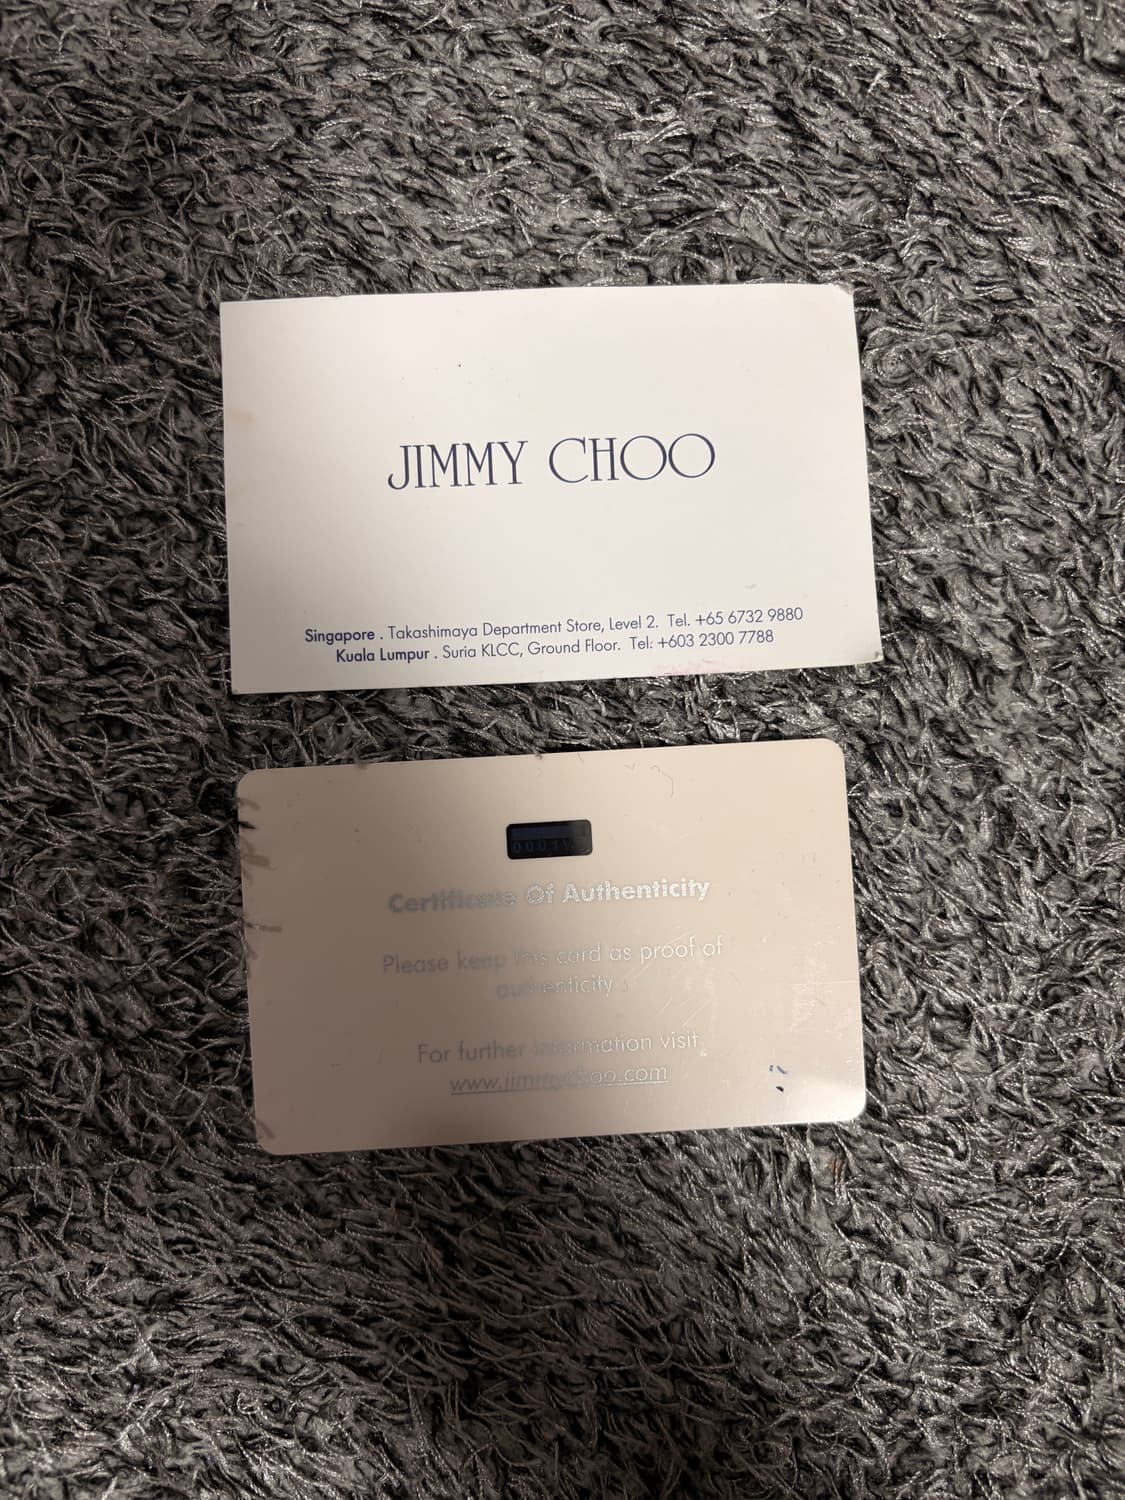 JIMMY CHOO
Singapore . Takashimaya Department Store, Level 2. Tel. +65 6732 9880
Kuala Lumpur . Suria KLCC, Ground Floor. Tel: +603 2300 7788
Certificate Of Authenticity
Please keep this card as proof of
authenticity
For further information visit
www.jimmychoo.com